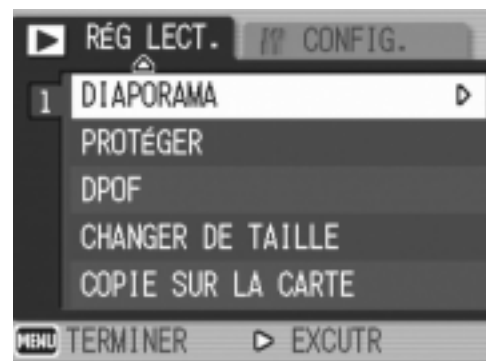 RÉG LECT. CONFIG.
1 DIAPORAMA
PROTÉGER
DPOF
CHANGER DE TAILLE
COPIE SUR LA CARTE
MENU TERMINER EXCUTR